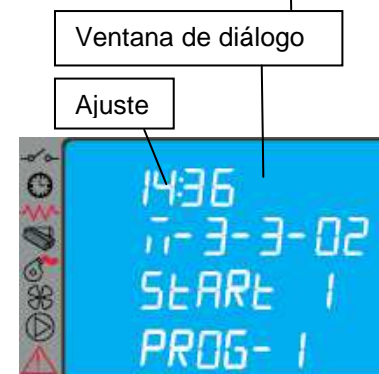 Ventana de diálogo
Ajuste
14:36
n-3-3-02
StARt 1
PROG- 1